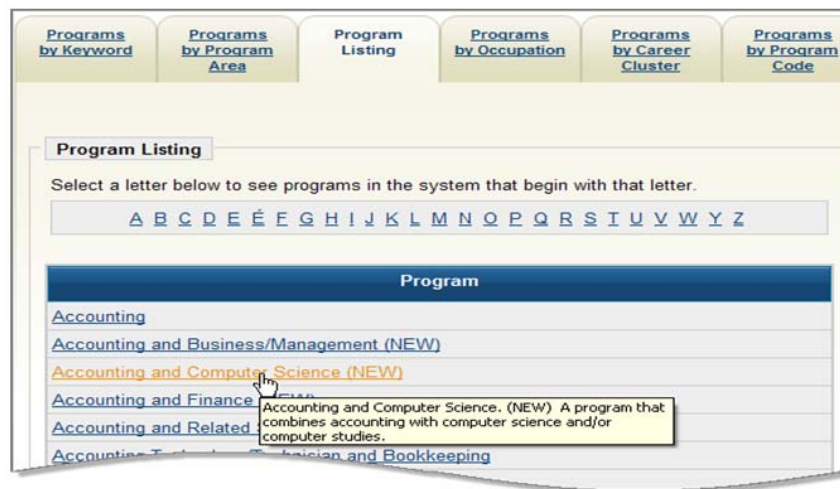 Programs by Keyword
Programs by Program Area
Program Listing
Programs by Occupation
Programs by Career Cluster
Programs by Program Code
Program Listing
Select a letter below to see programs in the system that begin with that letter.
A B C D E É F G H I J K L M N O P Q R S T U V W Y Z
Program
Accounting
Accounting and Business/Management (NEW)
Accounting and Computer Science (NEW)
Accounting and Finance
Accounting and Computer Science. (NEW) A program that
combines accounting with computer science and/or
computer studies.
Accounting and Related
Accounting and Bookkeeping